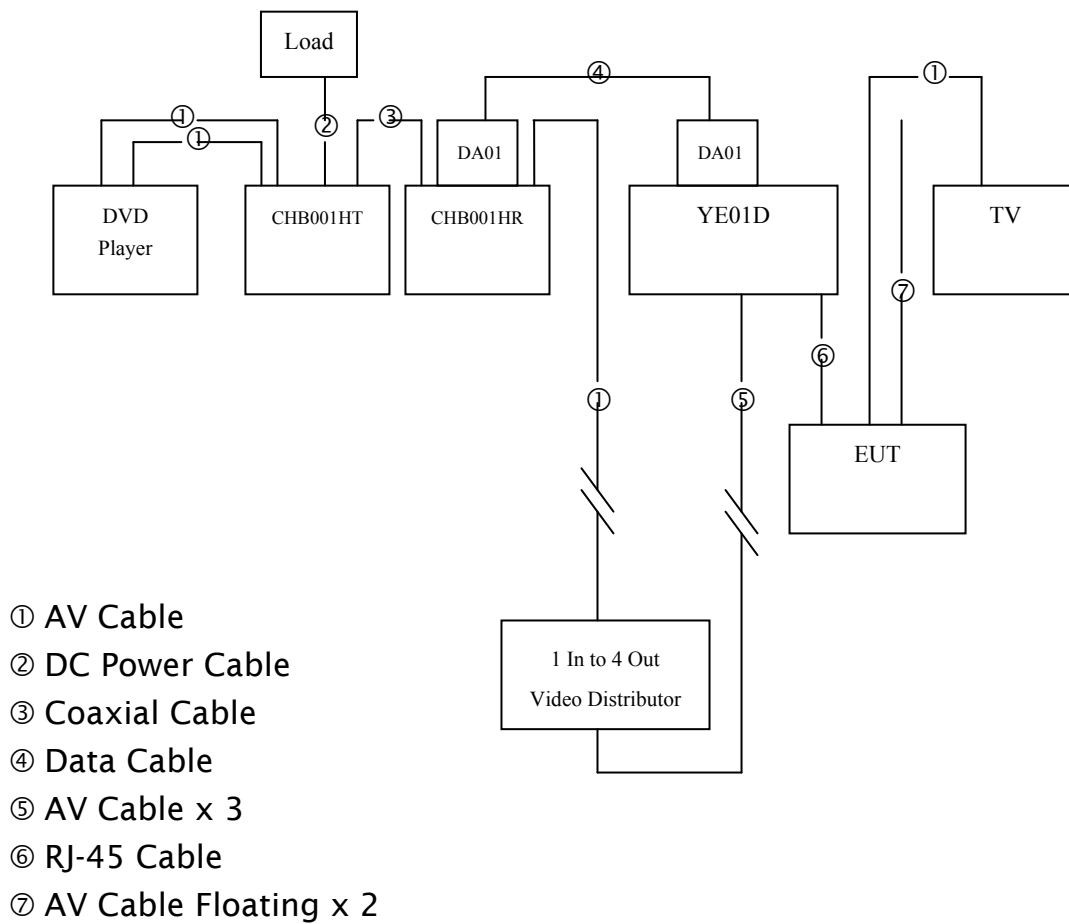 Load
④
①
①
③
①
②
DA01
DA01
DVD
Player
CHB001HT
CHB001HR
YE01D
TV
⑦
⑥
①
⑤
EUT
1 In to 4 Out
Video Distributor
① AV Cable
② DC Power Cable
③ Coaxial Cable
④ Data Cable
⑤ AV Cable x 3
⑥ RJ-45 Cable
⑦ AV Cable Floating x 2